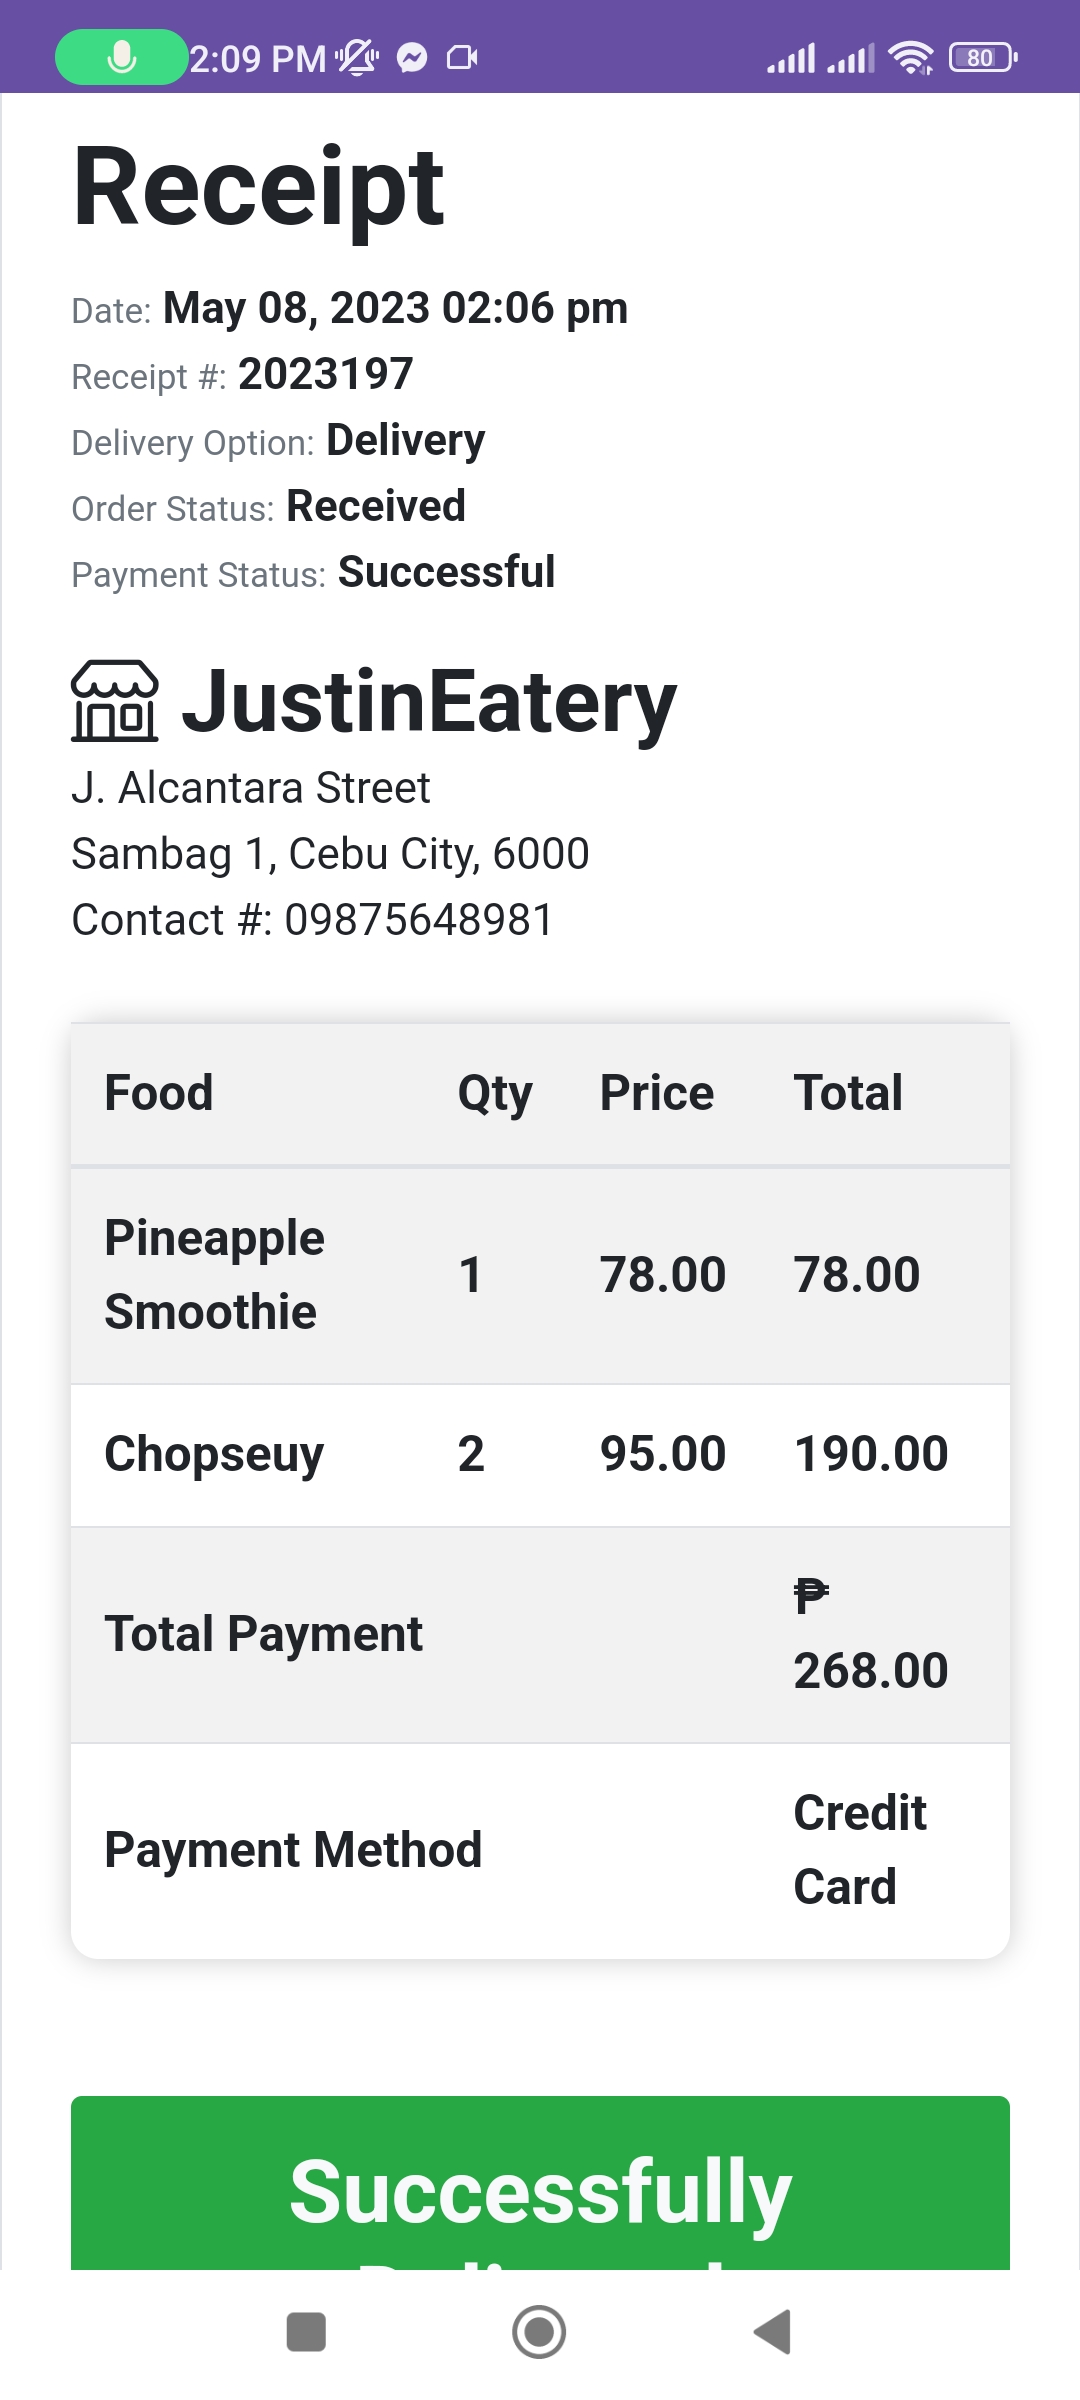 2:09 PM
80
Receipt
Date: May 08, 2023 02:06 pm
Receipt #: 2023197
Delivery Option: Delivery
Order Status: Received
Payment Status: Successful
JustinEatery
J. Alcantara Street
Sambag 1, Cebu City, 6000
Contact #: 09875648981
Food Qty Price Total
Pineapple
Smoothie 1 78.00 78.00
Chopseuy 2 95.00 190.00
Total Payment ₱
268.00
Payment Method Credit
Card
Successfully